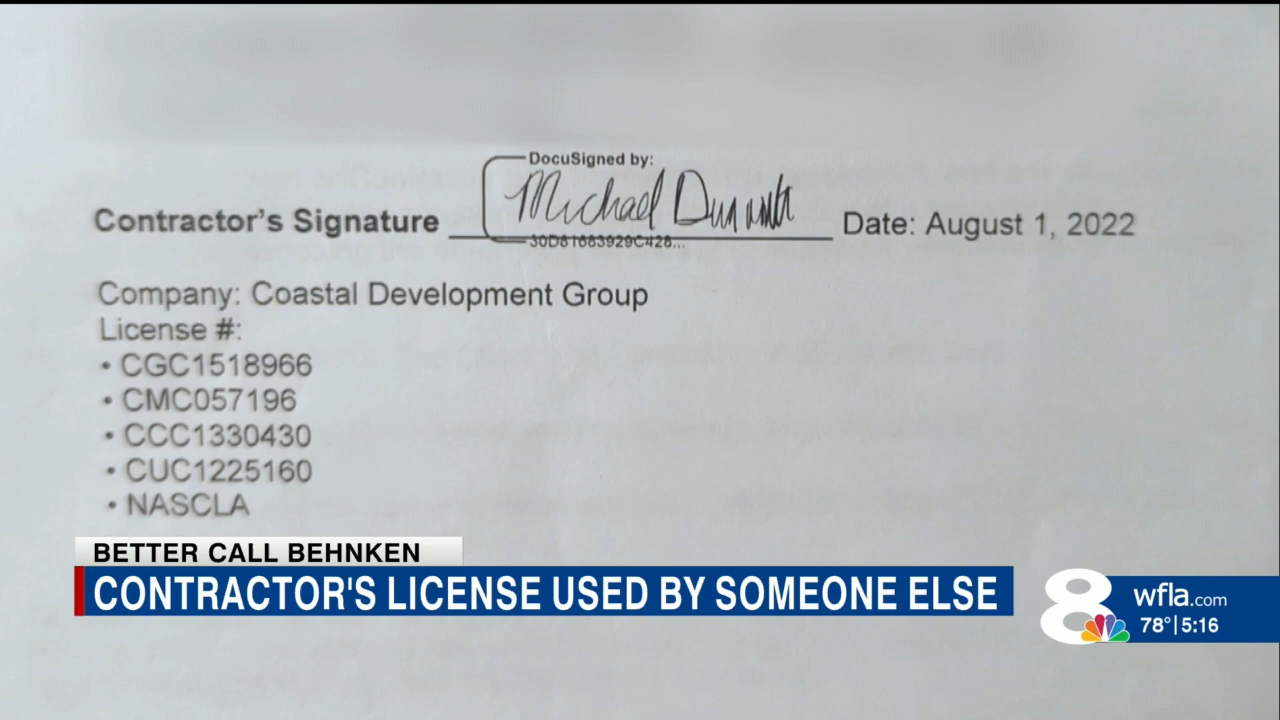 DocuSigned by:
Michael
Contractor's Signature
Date: August 1, 2022
30D81683929C428...
Company: Coastal Development Group
License #:
• CGC1518966
• CMC057196
• CCC1330430
• CUC1225160
• NASCLA
BETTER CALL BEHNKEN
CONTRACTOR'S LICENSE USED BY SOMEONE ELSE
8
wfla.com
78° | 5:16